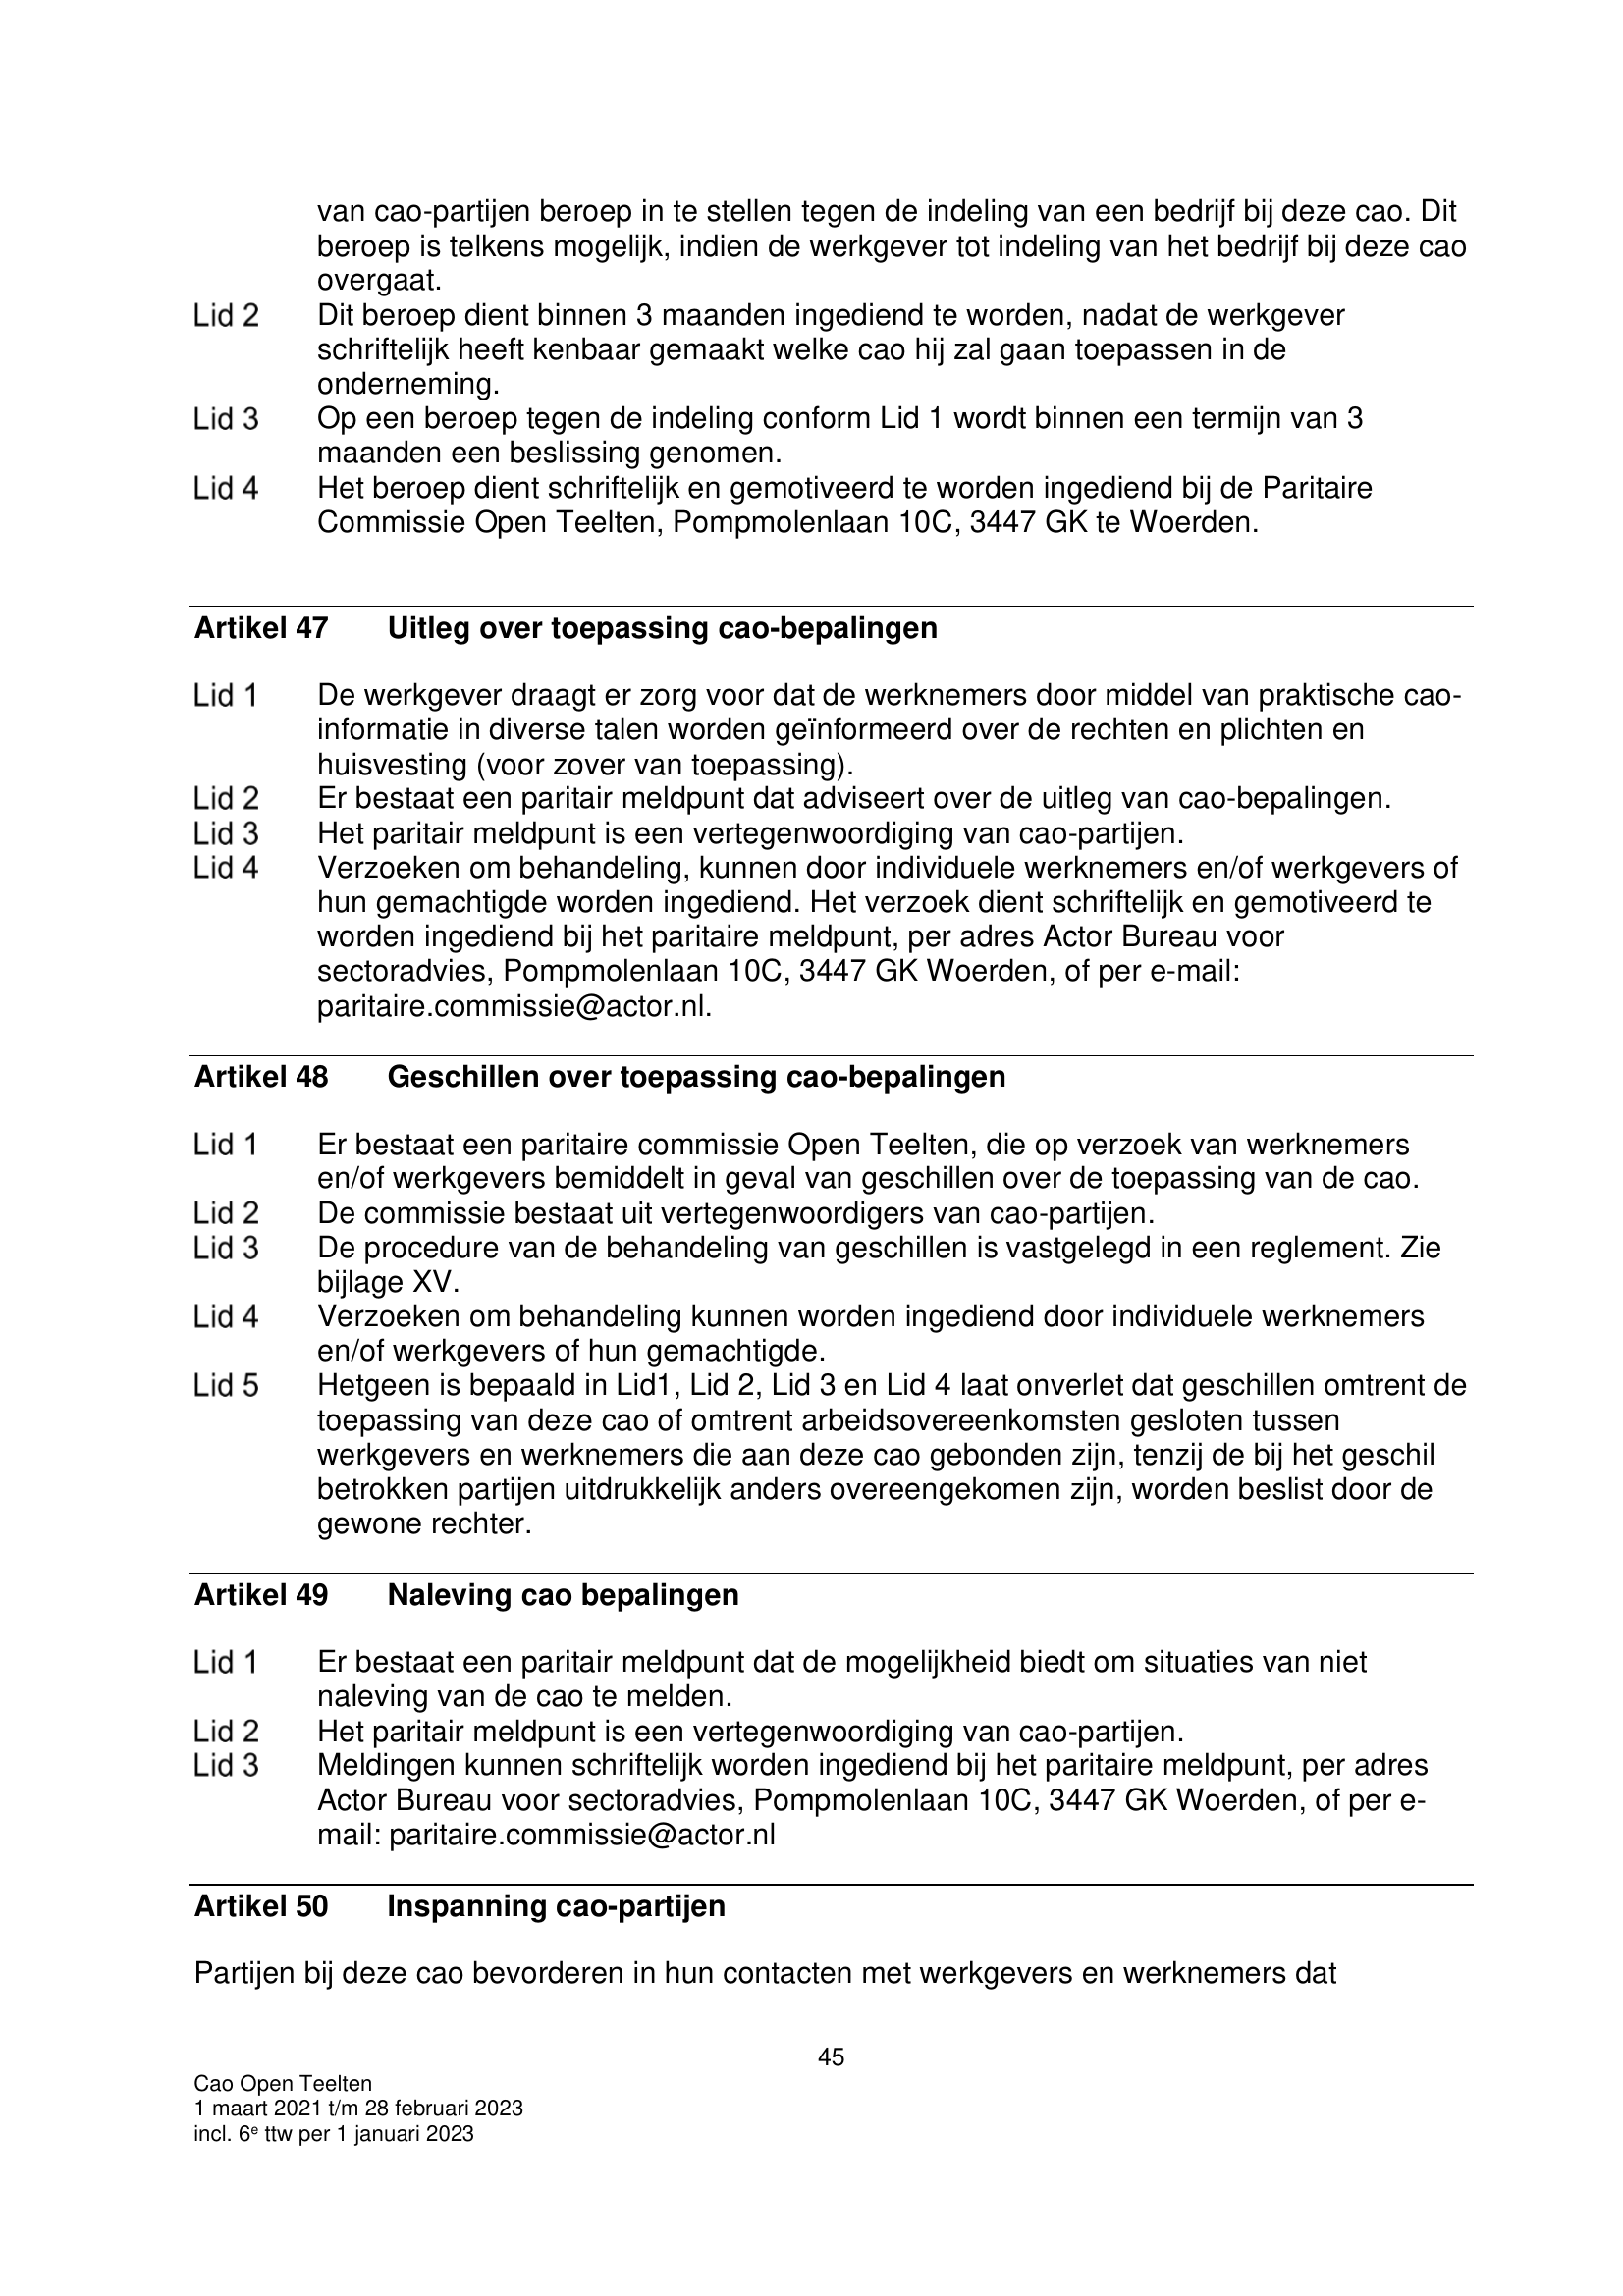 van cao-partijen beroep in te stellen tegen de indeling van een bedrijf bij deze cao. Dit
beroep is telkens mogelijk, indien de werkgever tot indeling van het bedrijf bij deze cao
overgaat.
Lid 2 Dit beroep dient binnen 3 maanden ingediend te worden, nadat de werkgever
schriftelijk heeft kenbaar gemaakt welke cao hij zal gaan toepassen in de
onderneming.
Lid 3 Op een beroep tegen de indeling conform Lid 1 wordt binnen een termijn van 3
maanden een beslissing genomen.
Lid 4 Het beroep dient schriftelijk en gemotiveerd te worden ingediend bij de Paritaire
Commissie Open Teelten, Pompmolenlaan 10C, 3447 GK te Woerden.
Artikel 47 Uitleg over toepassing cao-bepalingen
Lid 1 De werkgever draagt er zorg voor dat de werknemers door middel van praktische cao-
informatie in diverse talen worden geïnformeerd over de rechten en plichten en
huisvesting (voor zover van toepassing).
Lid 2 Er bestaat een paritair meldpunt dat adviseert over de uitleg van cao-bepalingen.
Lid 3 Het paritair meldpunt is een vertegenwoordiging van cao-partijen.
Lid 4 Verzoeken om behandeling, kunnen door individuele werknemers en/of werkgevers of
hun gemachtigde worden ingediend. Het verzoek dient schriftelijk en gemotiveerd te
worden ingediend bij het paritaire meldpunt, per adres Actor Bureau voor
sectoradvies, Pompmolenlaan 10C, 3447 GK Woerden, of per e-mail:
paritaire.commissie@actor.nl.
Artikel 48 Geschillen over toepassing cao-bepalingen
Lid 1 Er bestaat een paritaire commissie Open Teelten, die op verzoek van werknemers
en/of werkgevers bemiddelt in geval van geschillen over de toepassing van de cao.
Lid 2 De commissie bestaat uit vertegenwoordigers van cao-partijen.
Lid 3 De procedure van de behandeling van geschillen is vastgelegd in een reglement. Zie
bijlage XV.
Lid 4 Verzoeken om behandeling kunnen worden ingediend door individuele werknemers
en/of werkgevers of hun gemachtigde.
Lid 5 Hetgeen is bepaald in Lid1, Lid 2, Lid 3 en Lid 4 laat onverlet dat geschillen omtrent de
toepassing van deze cao of omtrent arbeidsovereenkomsten gesloten tussen
werkgevers en werknemers die aan deze cao gebonden zijn, tenzij de bij het geschil
betrokken partijen uitdrukkelijk anders overeengekomen zijn, worden beslist door de
gewone rechter.
Artikel 49 Naleving cao bepalingen
Lid 1 Er bestaat een paritair meldpunt dat de mogelijkheid biedt om situaties van niet
naleving van de cao te melden.
Lid 2 Het paritair meldpunt is een vertegenwoordiging van cao-partijen.
Lid 3 Meldingen kunnen schriftelijk worden ingediend bij het paritaire meldpunt, per adres
Actor Bureau voor sectoradvies, Pompmolenlaan 10C, 3447 GK Woerden, of per e-
mail: paritaire.commissie@actor.nl
Artikel 50 Inspanning cao-partijen
Partijen bij deze cao bevorderen in hun contacten met werkgevers en werknemers dat
45
Cao Open Teelten
1 maart 2021 t/m 28 februari 2023
incl. 6e ttw per 1 januari 2023